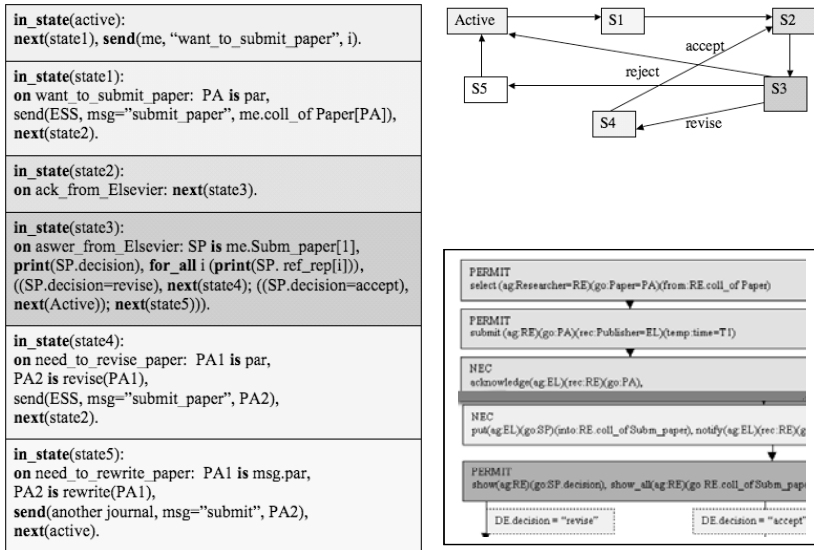 in_state(active):
next(state1), send(me, “want_to_submit_paper”, i).
in_state(state1):
on want_to_submit_paper: PA is par,
send(ESS, msg=”submit_paper”, me.coll_of Paper[PA]),
next(state2).
in_state(state2):
on ack_from_Elsevier: next(state3).
in_state(state3):
on aswer_from_Elsevier: SP is me.Subm_paper[1],
print(SP.decision), for_all i (print(SP. ref_rep[i])),
((SP.decision=revise), next(state4); ((SP.decision=accept),
next(Active)); next(state5))).
in_state(state4):
on need_to_revise_paper: PA1 is par,
PA2 is revise(PA1),
send(ESS, msg=”submit_paper”, PA2),
next(state2).
in_state(state5):
on need_to_rewrite_paper: PA1 is msg.par,
PA2 is rewrite(PA1),
send(another journal, msg=”submit”, PA2),
next(active).
Active
S1
S2
accept
reject
S5
S3
S4
revise
PERMIT
select (ag:Researcher=RE)(go:Paper=PA)(from:RE.coll_of Paper)
PERMIT
submit (ag:RE)(go:PA)(rec:Publisher=EL)(temp:time=T1)
NEC
acknowledge(ag:EL)(rec:RE)(go:PA),
NEC
put(ag:EL)(go:SP)(into:RE.coll_ofSubm_paper), notify(ag:EL)(rec:RE)(g
PERMIT
show(ag:RE)(go:SP.decision), show_all(ag:RE)(go RE.coll_ofSubm_pape
DE.decision = “revise”
DE.decision = “accept”